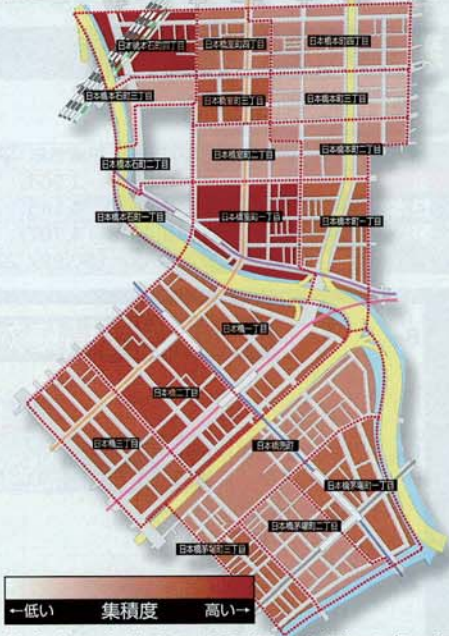 日本橋本石町四丁目
日本橋室町四丁目
日本橋本町四丁目
日本橋本石町三丁目
日本橋室町三丁目
日本橋本町三丁目
日本橋本石町二丁目
日本橋室町二丁目
日本橋本町二丁目
日本橋本石町一丁目
日本橋室町一丁目
日本橋本町一丁目
日本橋一丁目
日本橋二丁目
日本橋三丁目
日本橋兜町
日本橋茅場町一丁目
日本橋茅場町二丁目
日本橋茅場町三丁目
←低い 集積度 高い→